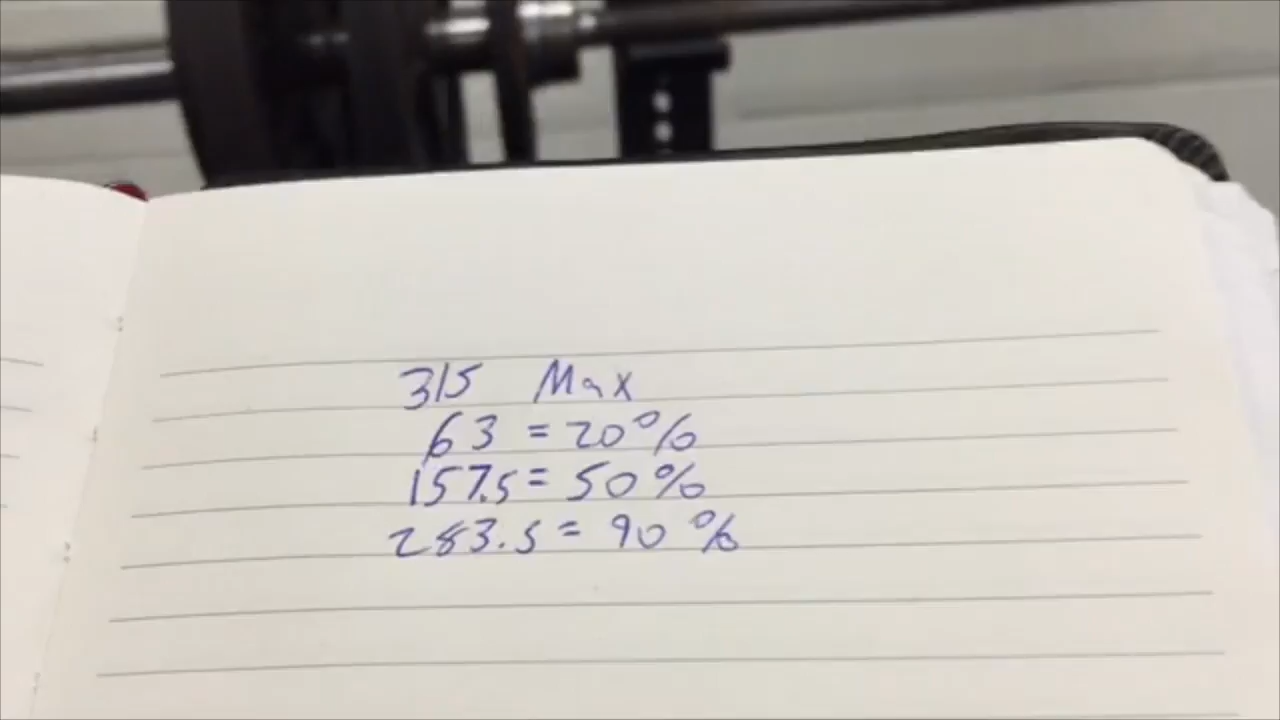 315 Max
63 = 20%
157.5 = 50%
283.5 = 90%